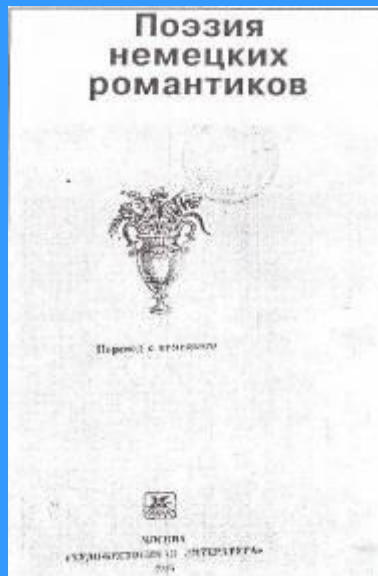 Поэзия
немецких
романтиков
Перевод с немецкого
МОСКВА
«ХУДОЖЕСТВЕННАЯ ЛИТЕРАТУРА»